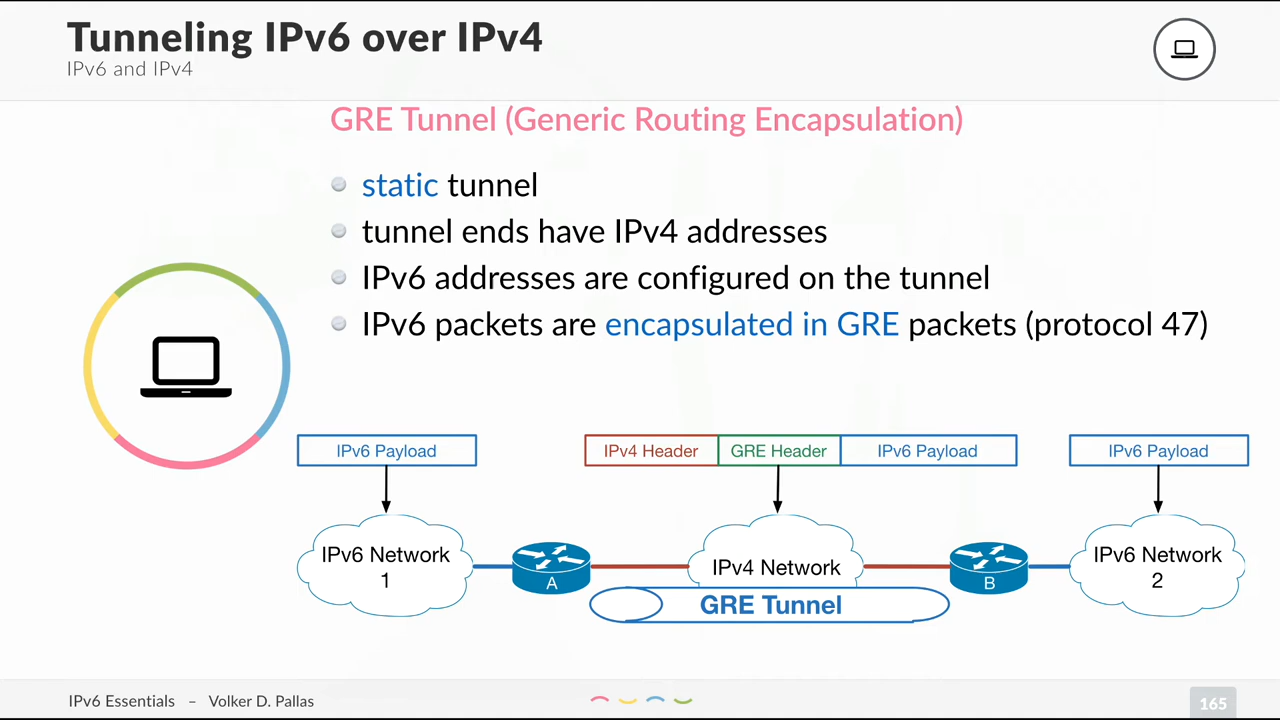 Tunneling IPv6 over IPv4
IPv6 and IPv4
GRE Tunnel (Generic Routing Encapsulation)
static tunnel
tunnel ends have IPv4 addresses
IPv6 addresses are configured on the tunnel
IPv6 packets are encapsulated in GRE packets (protocol 47)
IPv6 Payload
IPv4 Header
GRE Header
IPv6 Payload
IPv6 Payload
IPv6 Network
1
A
IPv4 Network
B
IPv6 Network
2
GRE Tunnel
IPv6 Essentials – Volker D. Pallas
165